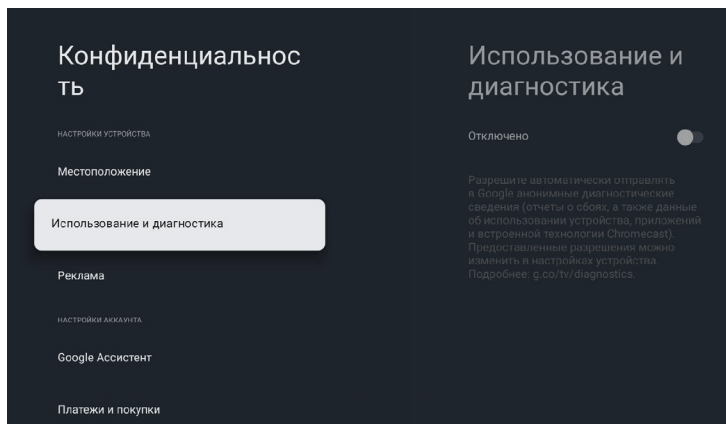 Конфиденциальнос
ть
НАСТРОЙКИ УСТРОЙСТВА
Местоположение
Использование и диагностика
Реклама
НАСТРОЙКИ АККАУНТА
Google Ассистент
Платежи и покупки
Использование и
диагностика
Отключено
Разрешите автоматически отправлять
в Google анонимные диагностические
сведения (отчеты о сбоях, а также данные
об использовании устройства, приложений
и встроенной технологии Chromecast).
Предоставленные разрешения можно
изменить в настройках устройства.
Подробнее: g.co/tv/diagnostics.